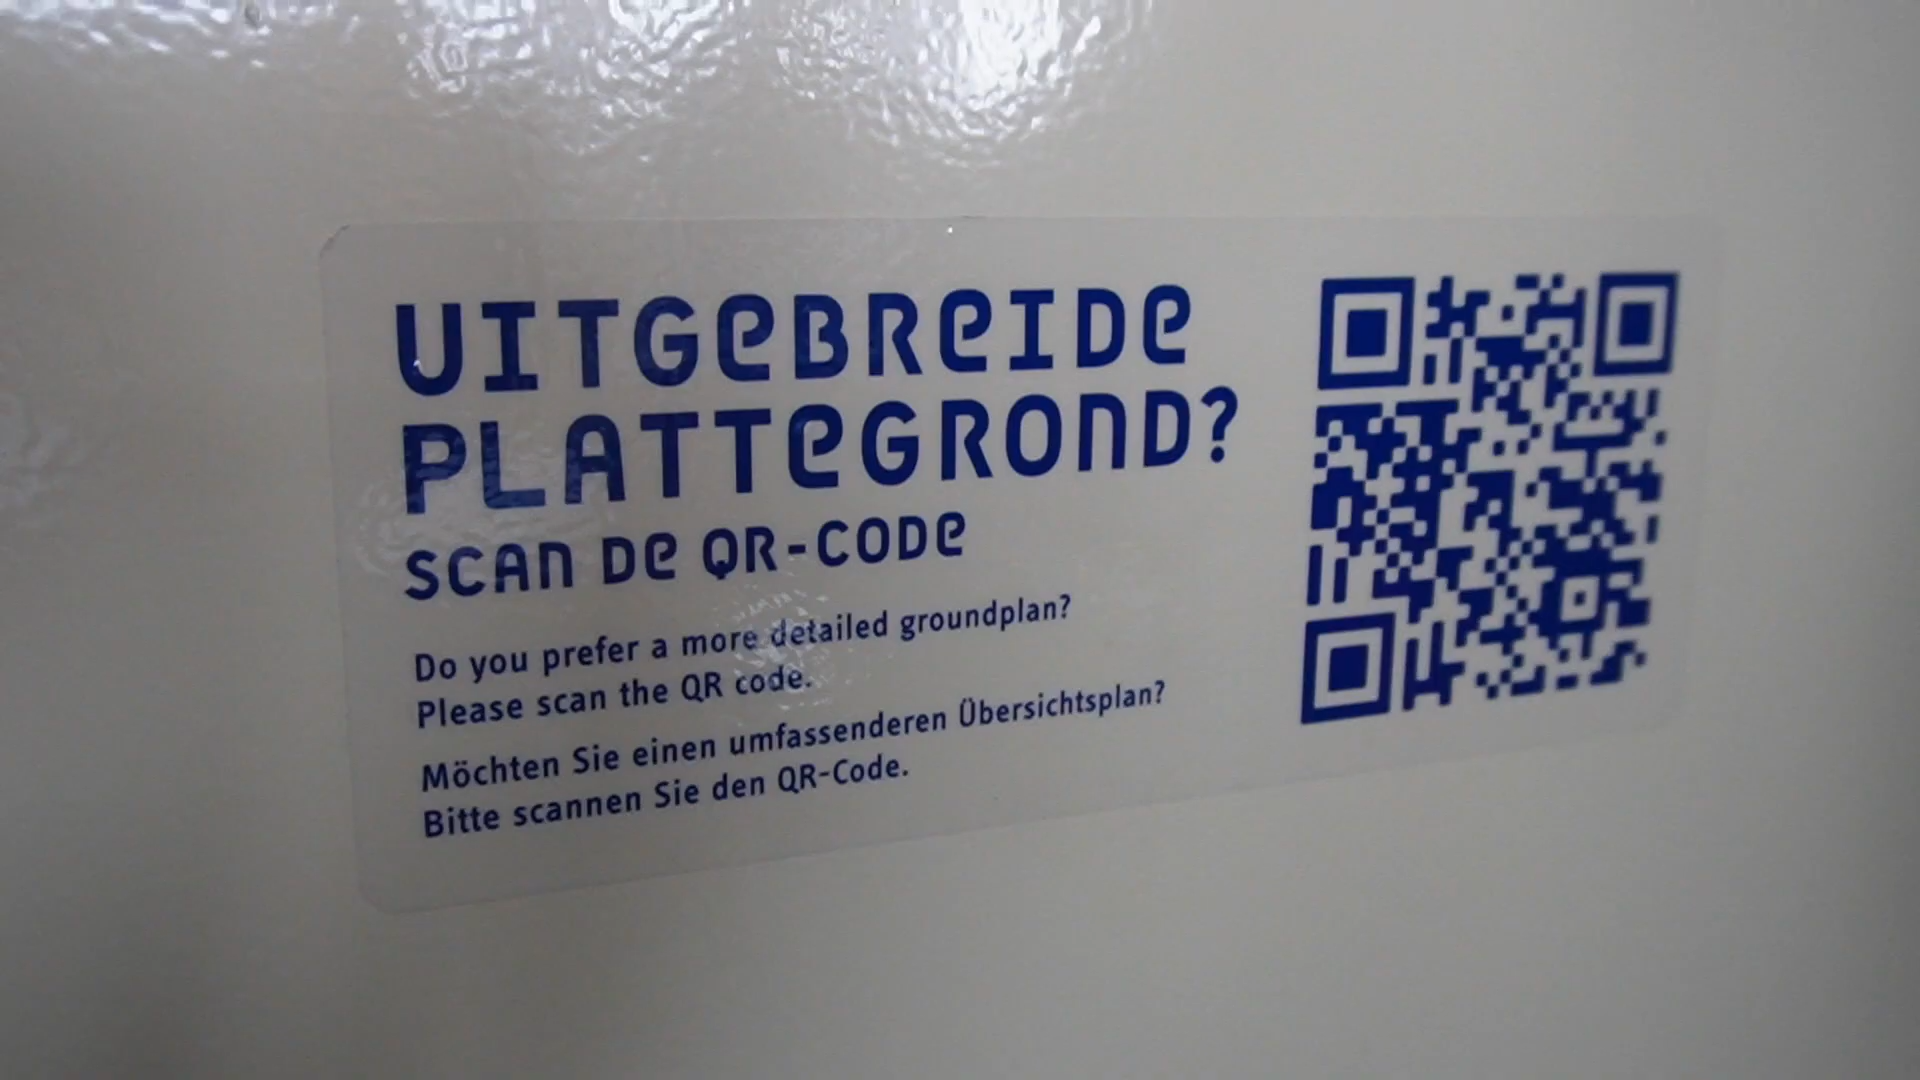 UITGEBREIDE
PLATTEGROND?
SCAN DE QR-CODE
Do you prefer a more detailed groundplan?
Please scan the QR code.
Möchten Sie einen umfassenderen Übersichtsplan?
Bitte scannen Sie den QR-Code.